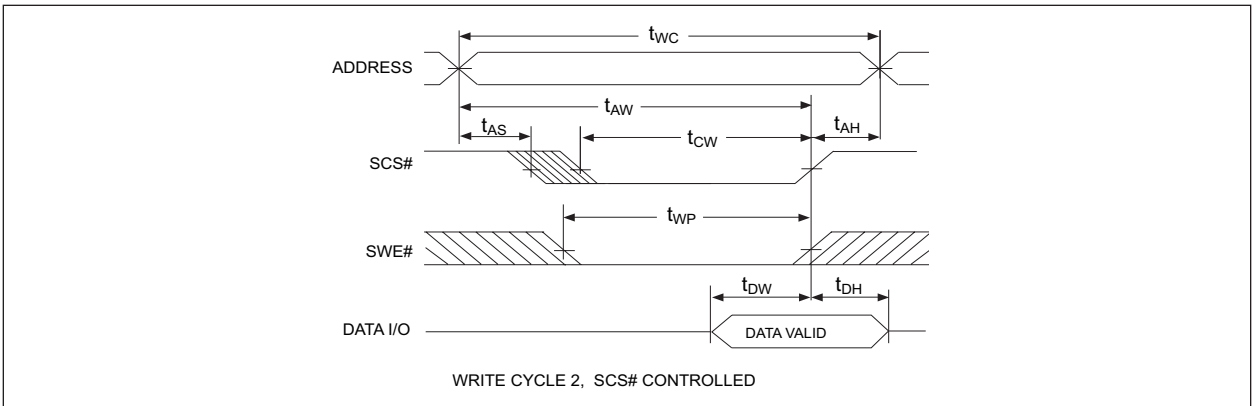 tWC
ADDRESS
tAW
tAS
tCW
tAH
SCS#
tWP
SWE#
tDW
tDH
DATA I/O
DATA VALID
WRITE CYCLE 2, SCS# CONTROLLED